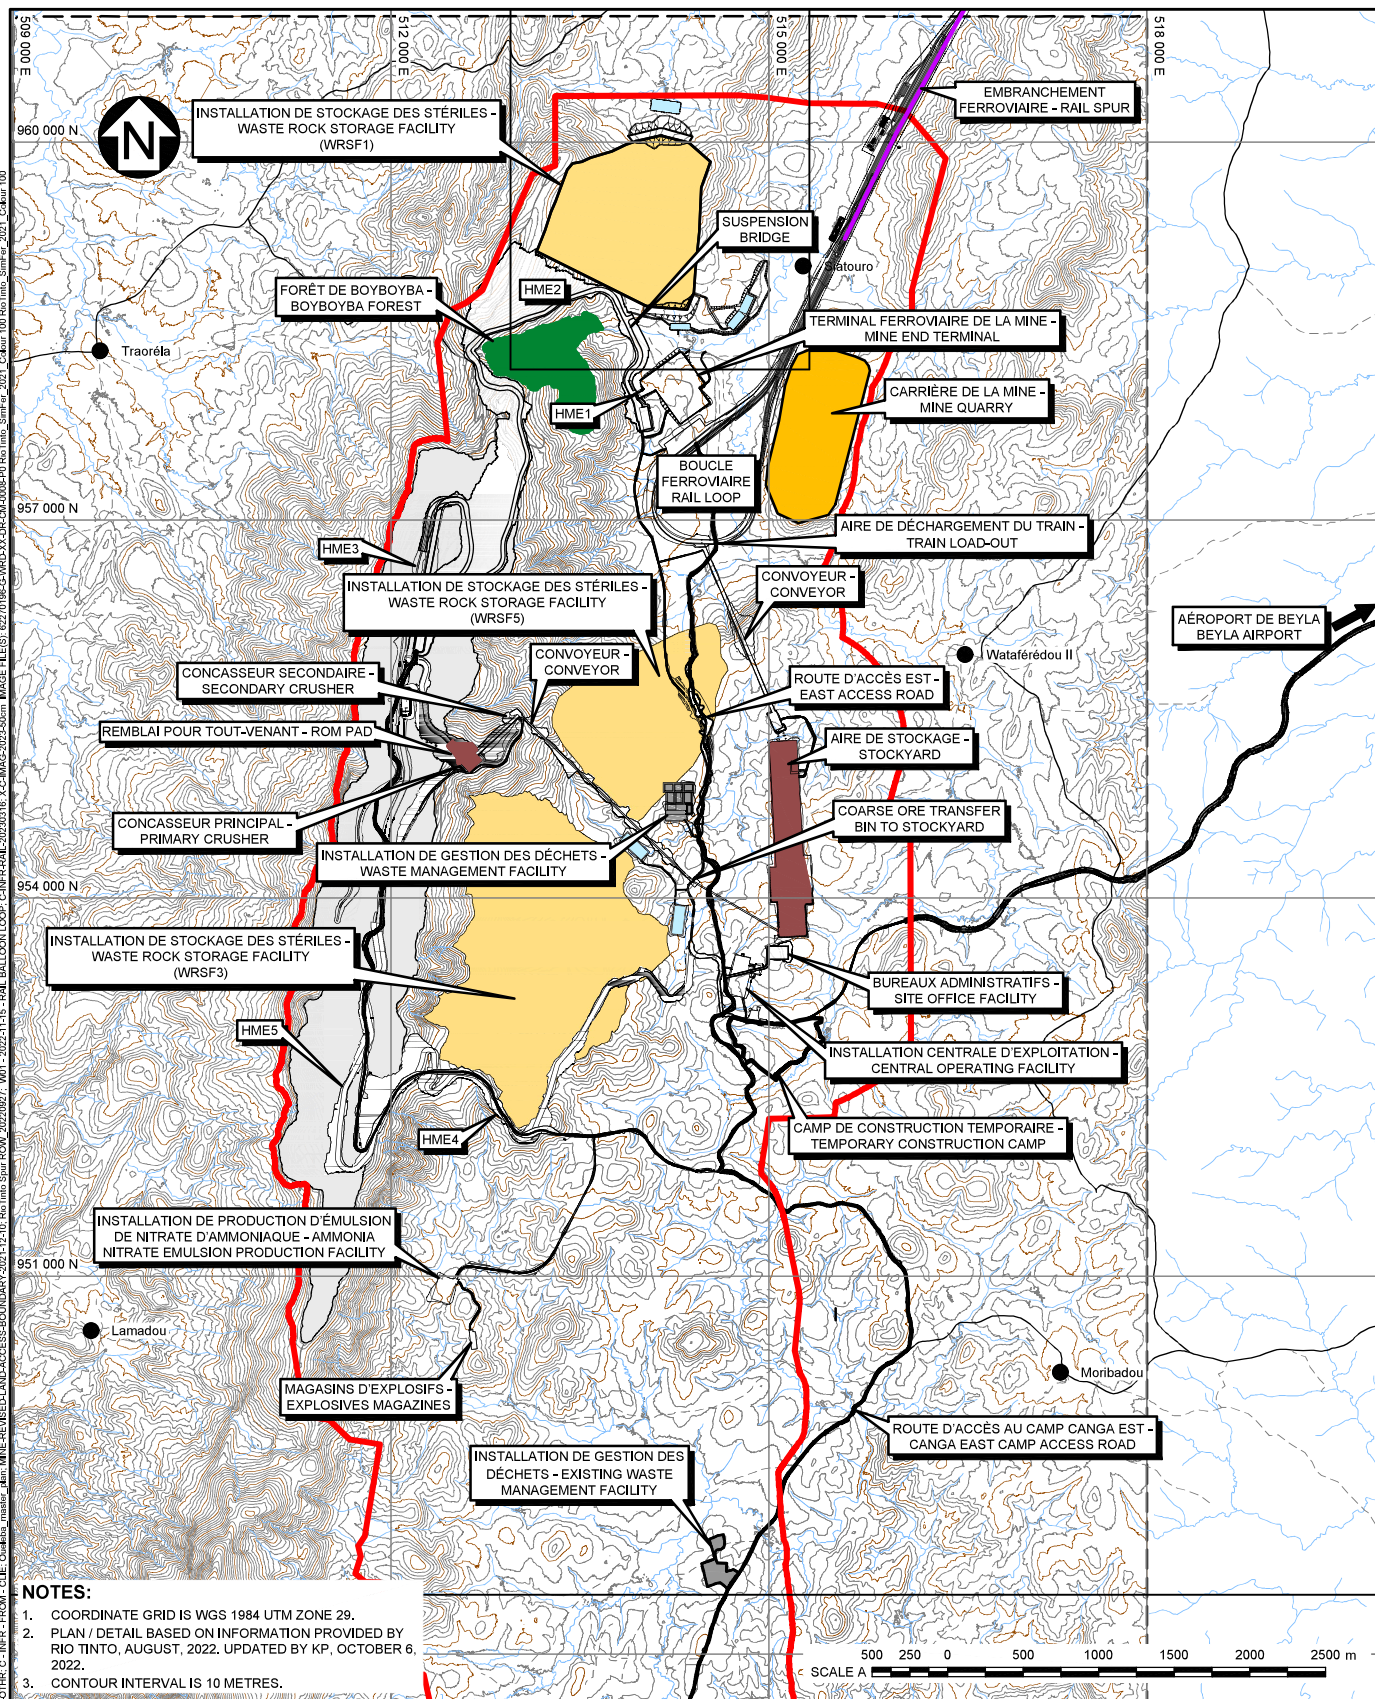 509 000 E
512 000 E
515 000 E
518 000 E
960 000 N
957 000 N
954 000 N
951 000 N
N
INSTALLATION DE STOCKAGE DES STÉRILES -
WASTE ROCK STORAGE FACILITY
(WRSF1)
EMBRANCHEMENT
FERROVIAIRE - RAIL SPUR
SUSPENSION
BRIDGE
Siatouro
FORÊT DE BOYBOYBA -
BOYBOYBA FOREST
HME2
TERMINAL FERROVIAIRE DE LA MINE -
MINE END TERMINAL
Traoréla
CARRIÈRE DE LA MINE -
MINE QUARRY
HME1
BOUCLE
FERROVIAIRE
RAIL LOOP
AIRE DE DÉCHARGEMENT DU TRAIN -
TRAIN LOAD-OUT
HME3
INSTALLATION DE STOCKAGE DES STÉRILES -
WASTE ROCK STORAGE FACILITY
(WRSF5)
CONVOYEUR -
CONVEYOR
AÉROPORT DE BEYLA
BEYLA AIRPORT
Wataférédou II
CONCASSEUR SECONDAIRE -
SECONDARY CRUSHER
CONVOYEUR -
CONVEYOR
ROUTE D'ACCÈS EST -
EAST ACCESS ROAD
REMBLAI POUR TOUT-VENANT - ROM PAD
AIRE DE STOCKAGE -
STOCKYARD
CONCASSEUR PRINCIPAL -
PRIMARY CRUSHER
COARSE ORE TRANSFER
BIN TO STOCKYARD
INSTALLATION DE GESTION DES DÉCHETS -
WASTE MANAGEMENT FACILITY
INSTALLATION DE STOCKAGE DES STÉRILES -
WASTE ROCK STORAGE FACILITY
(WRSF3)
BUREAUX ADMINISTRATIFS -
SITE OFFICE FACILITY
HME5
INSTALLATION CENTRALE D'EXPLOITATION -
CENTRAL OPERATING FACILITY
HME4
CAMP DE CONSTRUCTION TEMPORAIRE -
TEMPORARY CONSTRUCTION CAMP
INSTALLATION DE PRODUCTION D'ÉMULSION
DE NITRATE D'AMMONIAQUE - AMMONIA
NITRATE EMULSION PRODUCTION FACILITY
Lamadou
MAGASINS D'EXPLOSIFS -
EXPLOSIVES MAGAZINES
Moribadou
ROUTE D'ACCÈS AU CAMP CANGA EST -
CANGA EAST CAMP ACCESS ROAD
INSTALLATION DE GESTION DES
DÉCHETS - EXISTING WASTE
MANAGEMENT FACILITY
NOTES:
1. COORDINATE GRID IS WGS 1984 UTM ZONE 29.
2. PLAN / DETAIL BASED ON INFORMATION PROVIDED BY
RIO TINTO, AUGUST, 2022. UPDATED BY KP, OCTOBER 6,
2022.
3. CONTOUR INTERVAL IS 10 METRES.
SCALE A
500 250 0 500 1000 1500 2000 2500 m